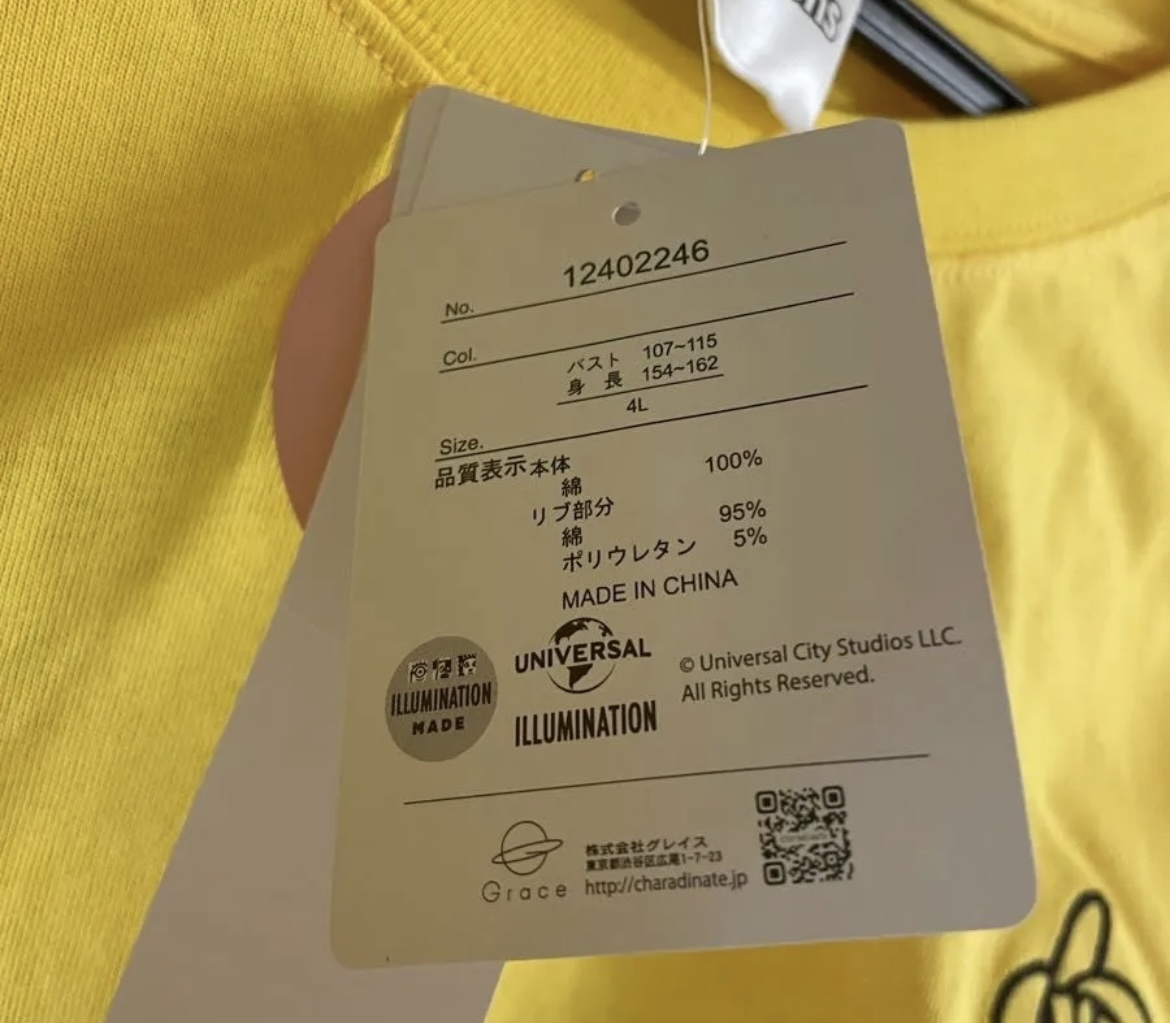 No. 12402246
Col.
バスト 107~115
身 長 154~162
4L
Size.
品質表示 本体
綿 100%
リブ部分
綿 95%
ポリウレタン 5%
MADE IN CHINA
ILLUMINATION
MADE
UNIVERSAL
ILLUMINATION
© Universal City Studios LLC.
All Rights Reserved.
Grace
株式会社グレイス
東京都渋谷区広尾1-7-23
http://charadinate.jp